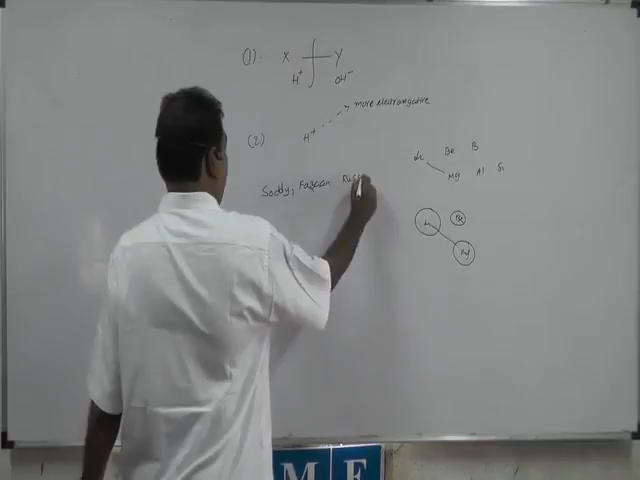 (1). X Y
H+ OH-
(2) H+ more electronegative
Li Be B
Mg Al Si
Soddy, Fajan Rus
Li Be
Mg
M E